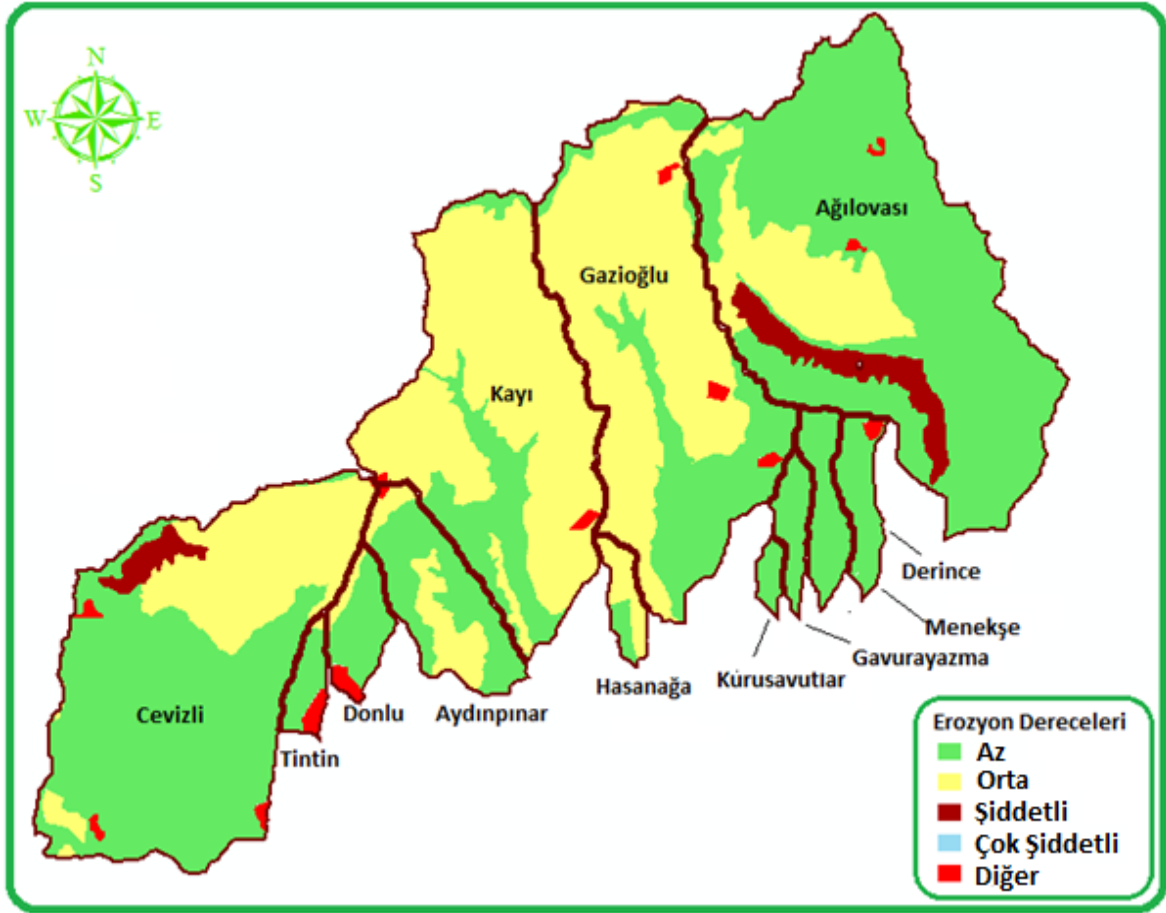 N
W E
S
Ağılovası
Gazioğlu
Kayı
Derince
Menekşe
Gavurayazma
Kurusavutlar
Hasanağa
Cevizli
Donlu
Aydınpınar
Tintin
Erozyon Dereceleri
Az
Orta
Şiddetli
Çok Şiddetli
Diğer